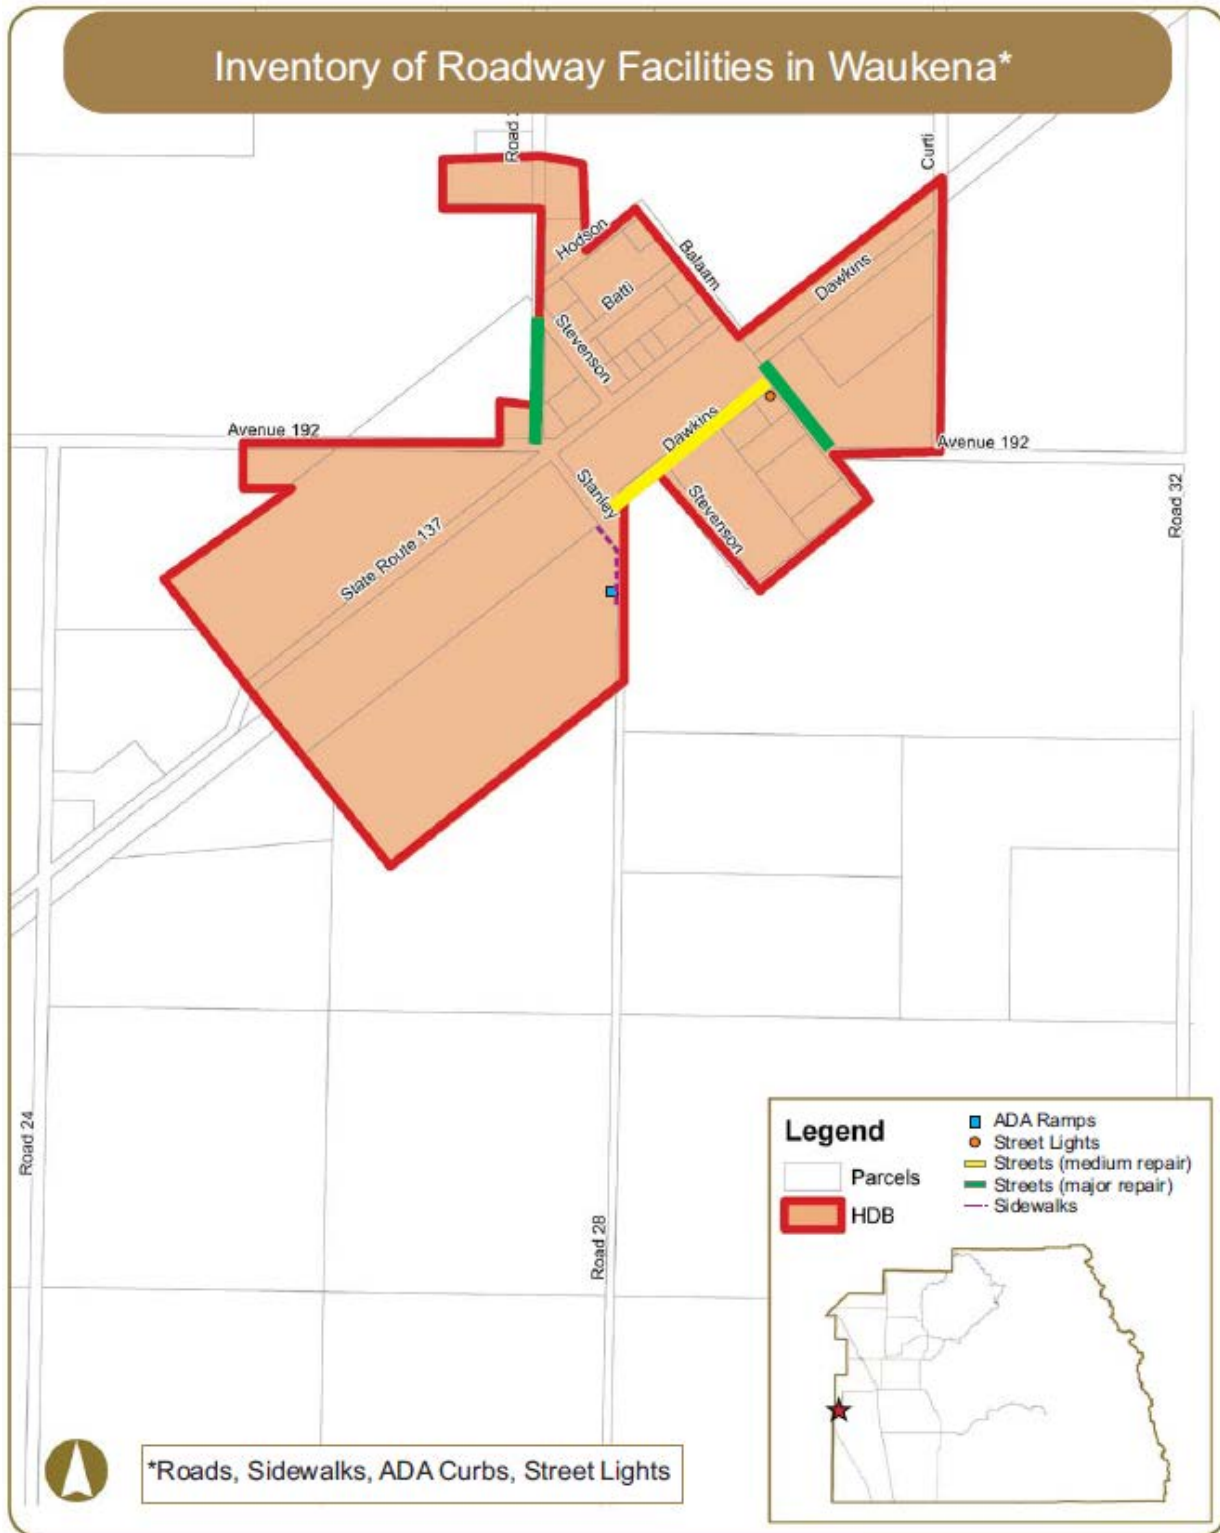 Inventory of Roadway Facilities in Waukena*
Road
Curti
Hodson
Balaam
Batti
Dawkins
Stevenson
Avenue 192
Dawkins
Avenue 192
Stanley
Stevenson
Road 32
State Route 137
Road 24
Road 28
Legend
Parcels
HDB
ADA Ramps
Street Lights
Streets (medium repair)
Streets (major repair)
Sidewalks
*Roads, Sidewalks, ADA Curbs, Street Lights